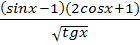 (sinx-1)(2cosx+1)
√tgx